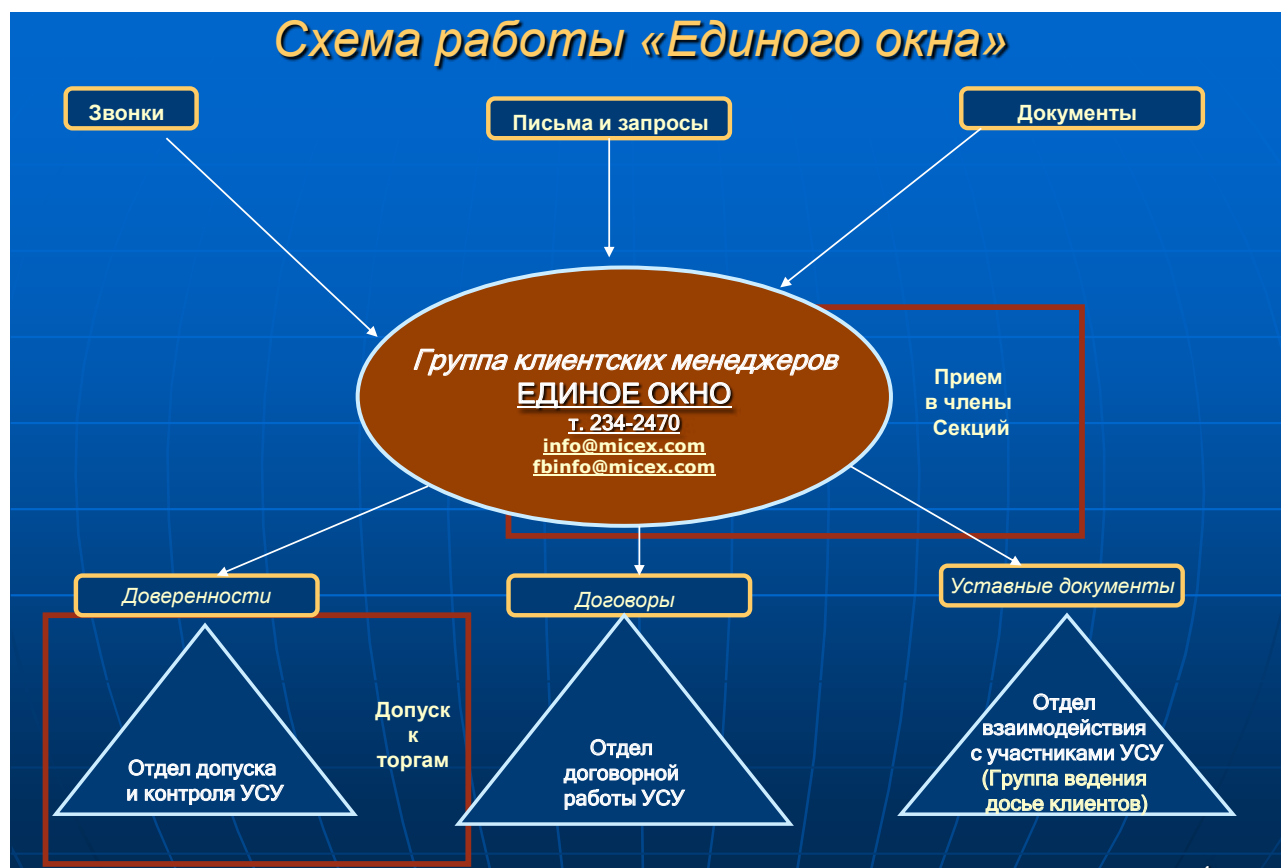 Схема работы «Единого окна»
Звонки
Письма и запросы
Документы
Группа клиентских менеджеров
ЕДИНОЕ ОКНО
т. 234-2470
info@micex.com
fbinfo@micex.com
Прием
в члены
Секций
Доверенности
Договоры
Уставные документы
Отдел допуска
и контроля УСУ
Допуск
к
торгам
Отдел
договорной
работы УСУ
Отдел
взаимодействия
с участниками УСУ
(Группа ведения
досье клиентов)